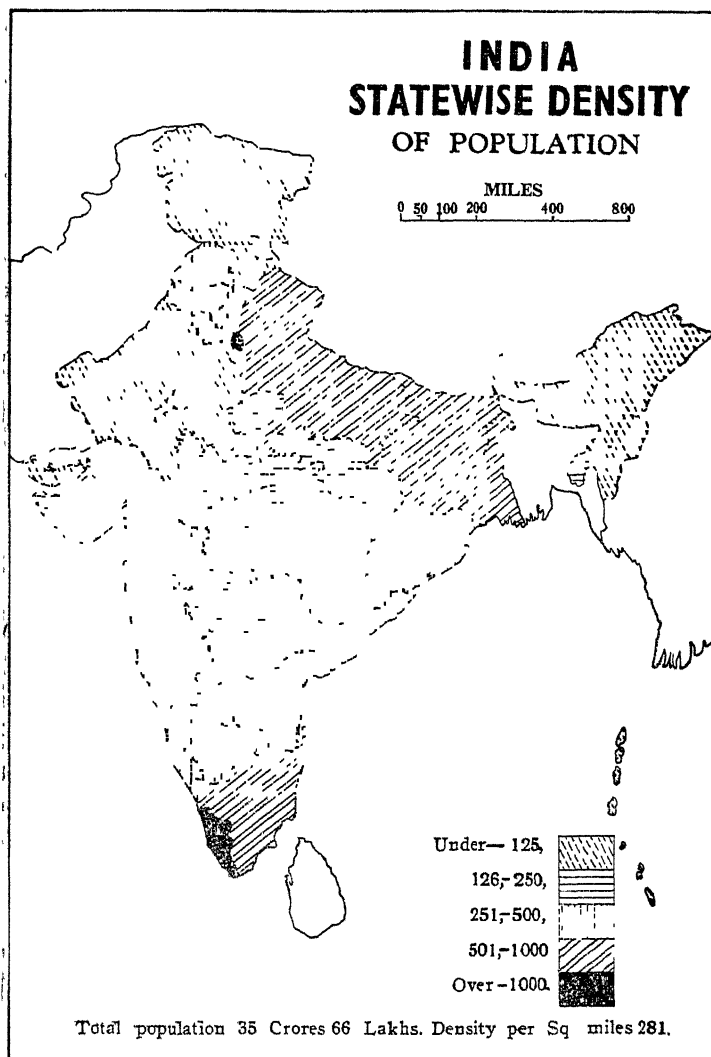 INDIA
STATEWISE DENSITY
OF POPULATION
MILES
0 50 100 200 400 800
Under— 125,
126,-250,
251,-500,
501,-1000
Over -1000.
Total population 35 Crores 66 Lakhs. Density per Sq miles 281.